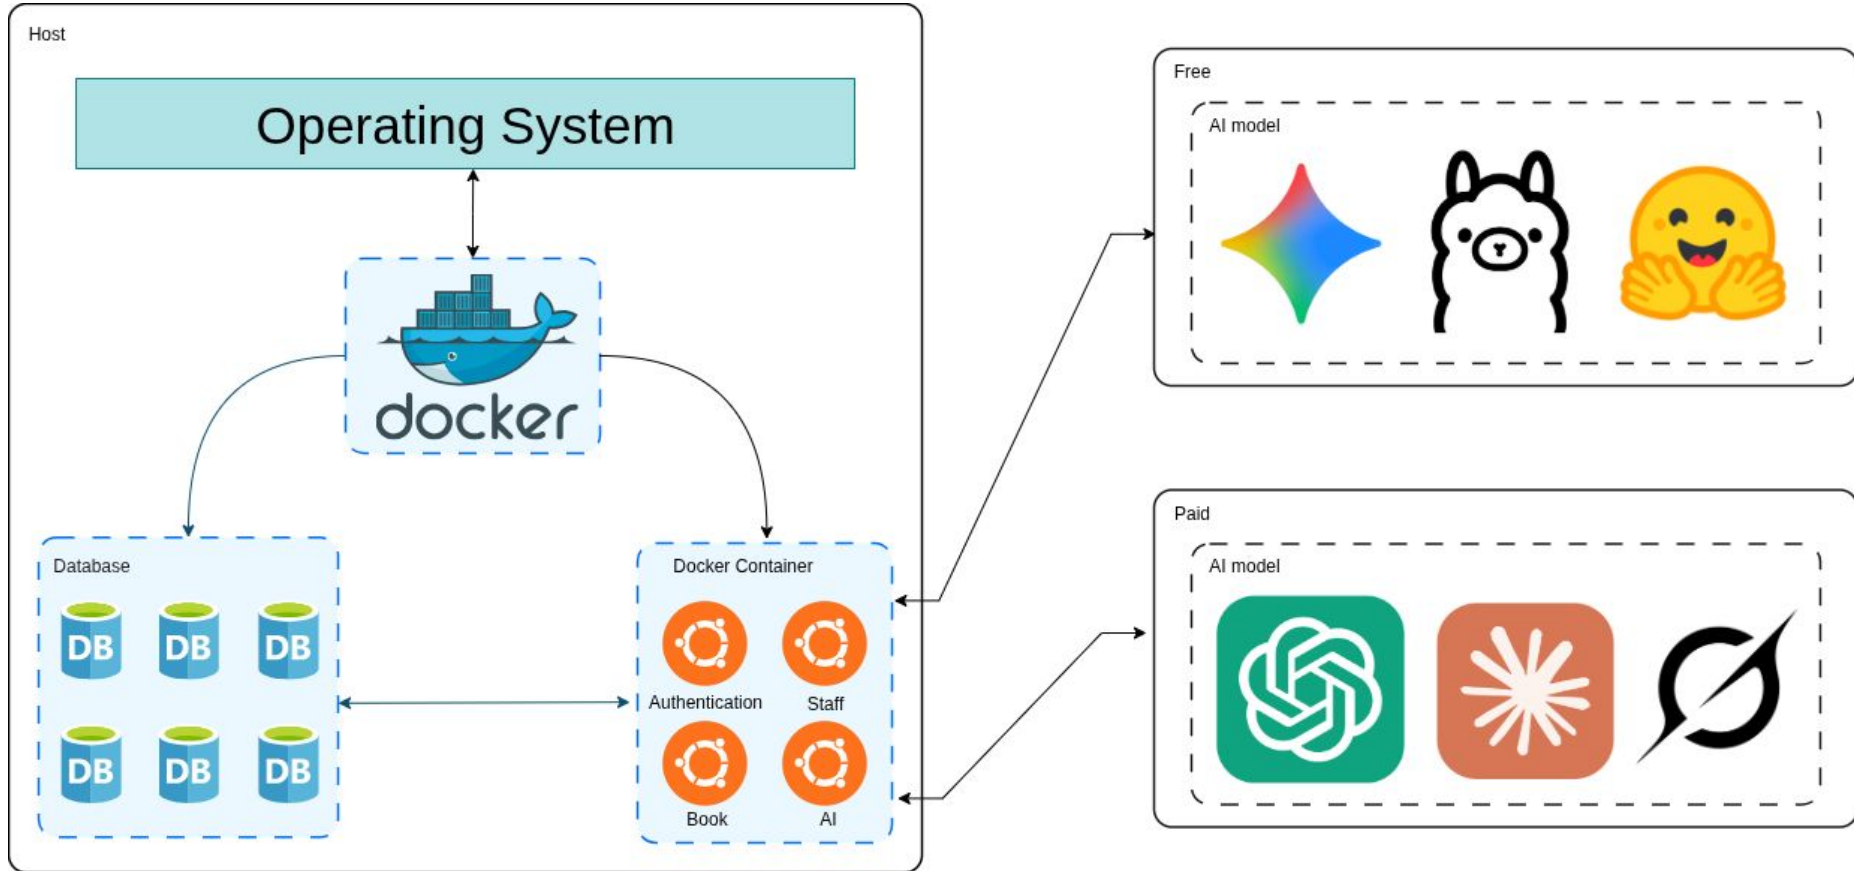 Host
Operating System
docker
Database
DB DB DB
DB DB DB
Docker Container
Authentication
Staff
Book
AI
Free
AI model
Paid
AI model